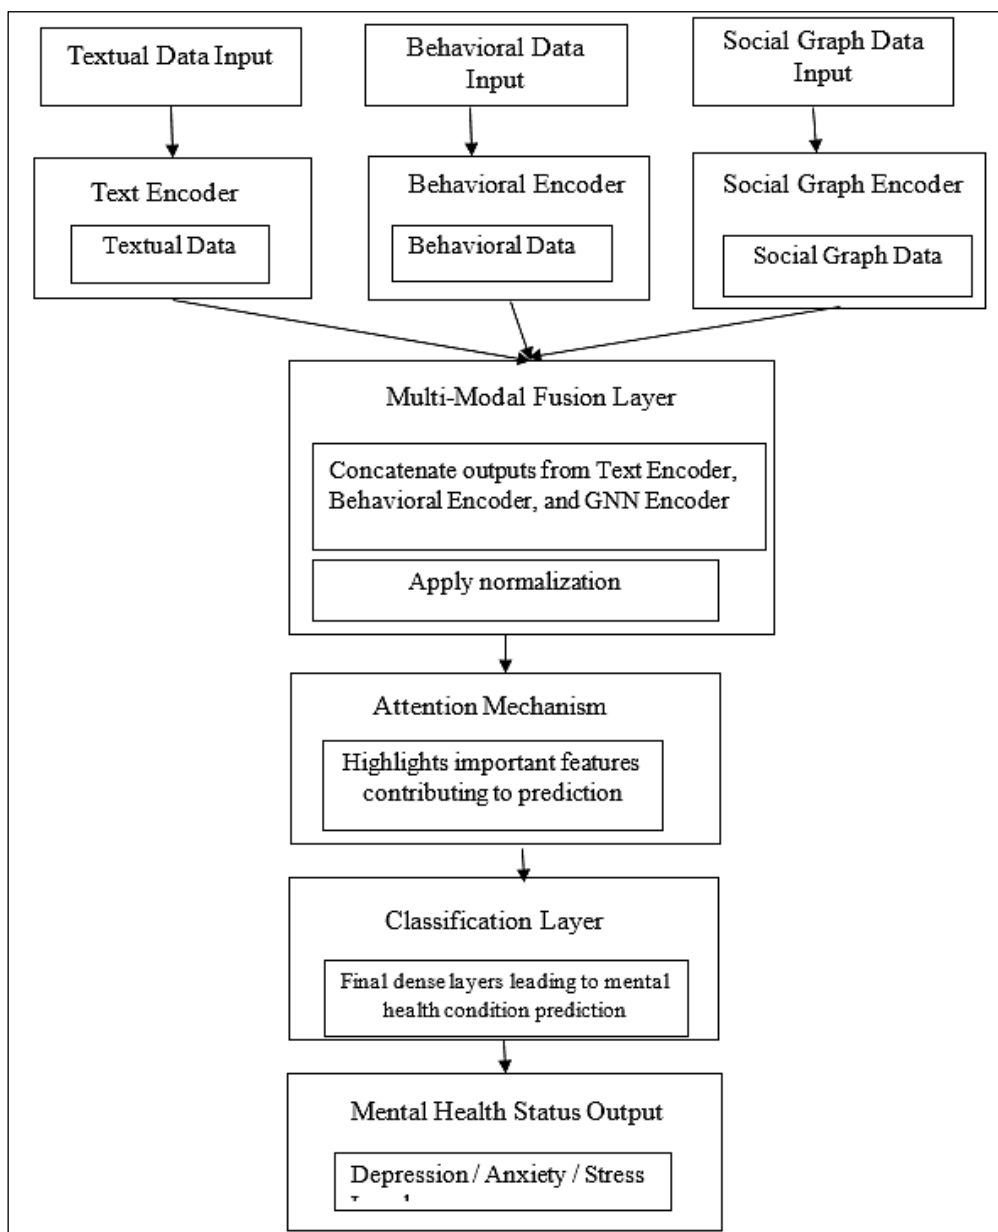 Textual Data Input
Behavioral Data
Input
Social Graph Data
Input
Text Encoder
Textual Data
Behavioral Encoder
Behavioral Data
Social Graph Encoder
Social Graph Data
Multi-Modal Fusion Layer
Concatenate outputs from Text Encoder,
Behavioral Encoder, and GNN Encoder
Apply normalization
Attention Mechanism
Highlights important features
contributing to prediction
Classification Layer
Final dense layers leading to mental
health condition prediction
Mental Health Status Output
Depression / Anxiety / Stress